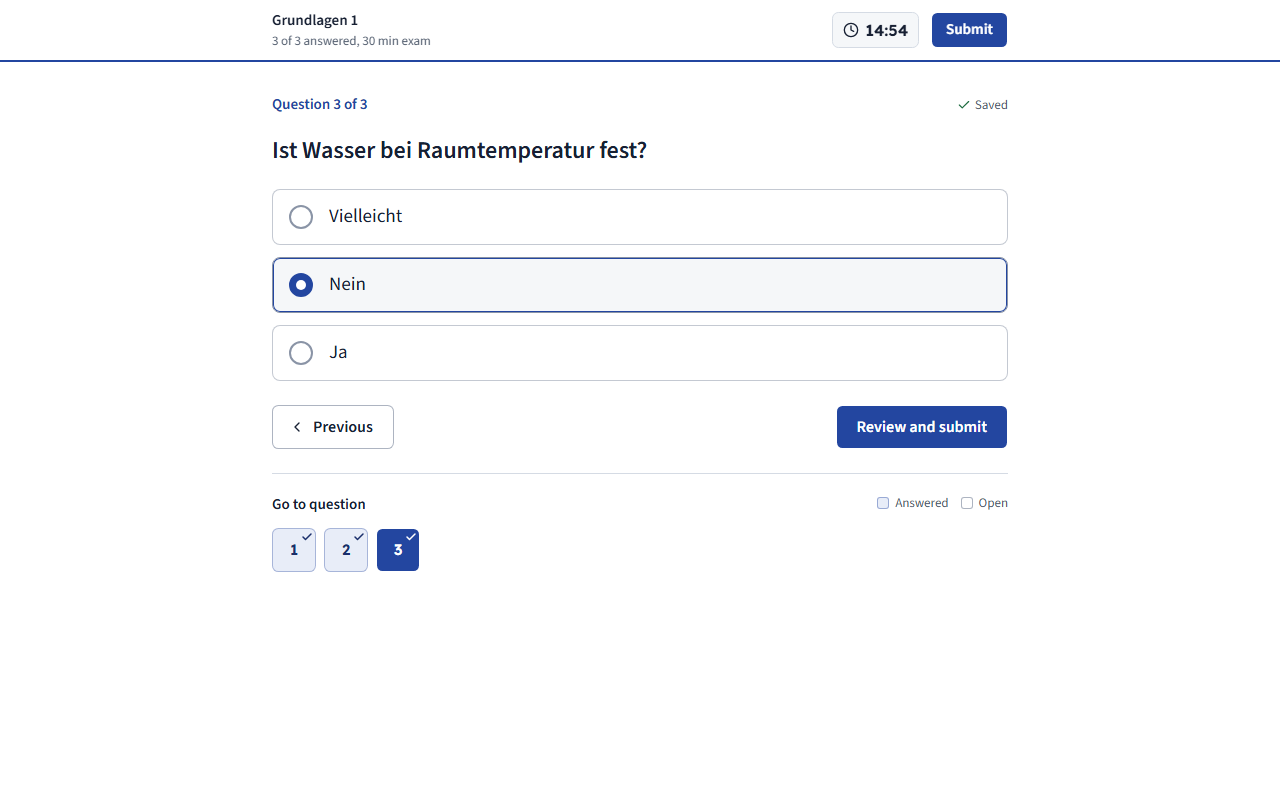 Grundlagen 1
3 of 3 answered, 30 min exam
14:54
Submit
Question 3 of 3
Saved
Ist Wasser bei Raumtemperatur fest?
Vielleicht
Nein
Ja
Previous
Review and submit
Go to question
Answered
Open
1
2
3